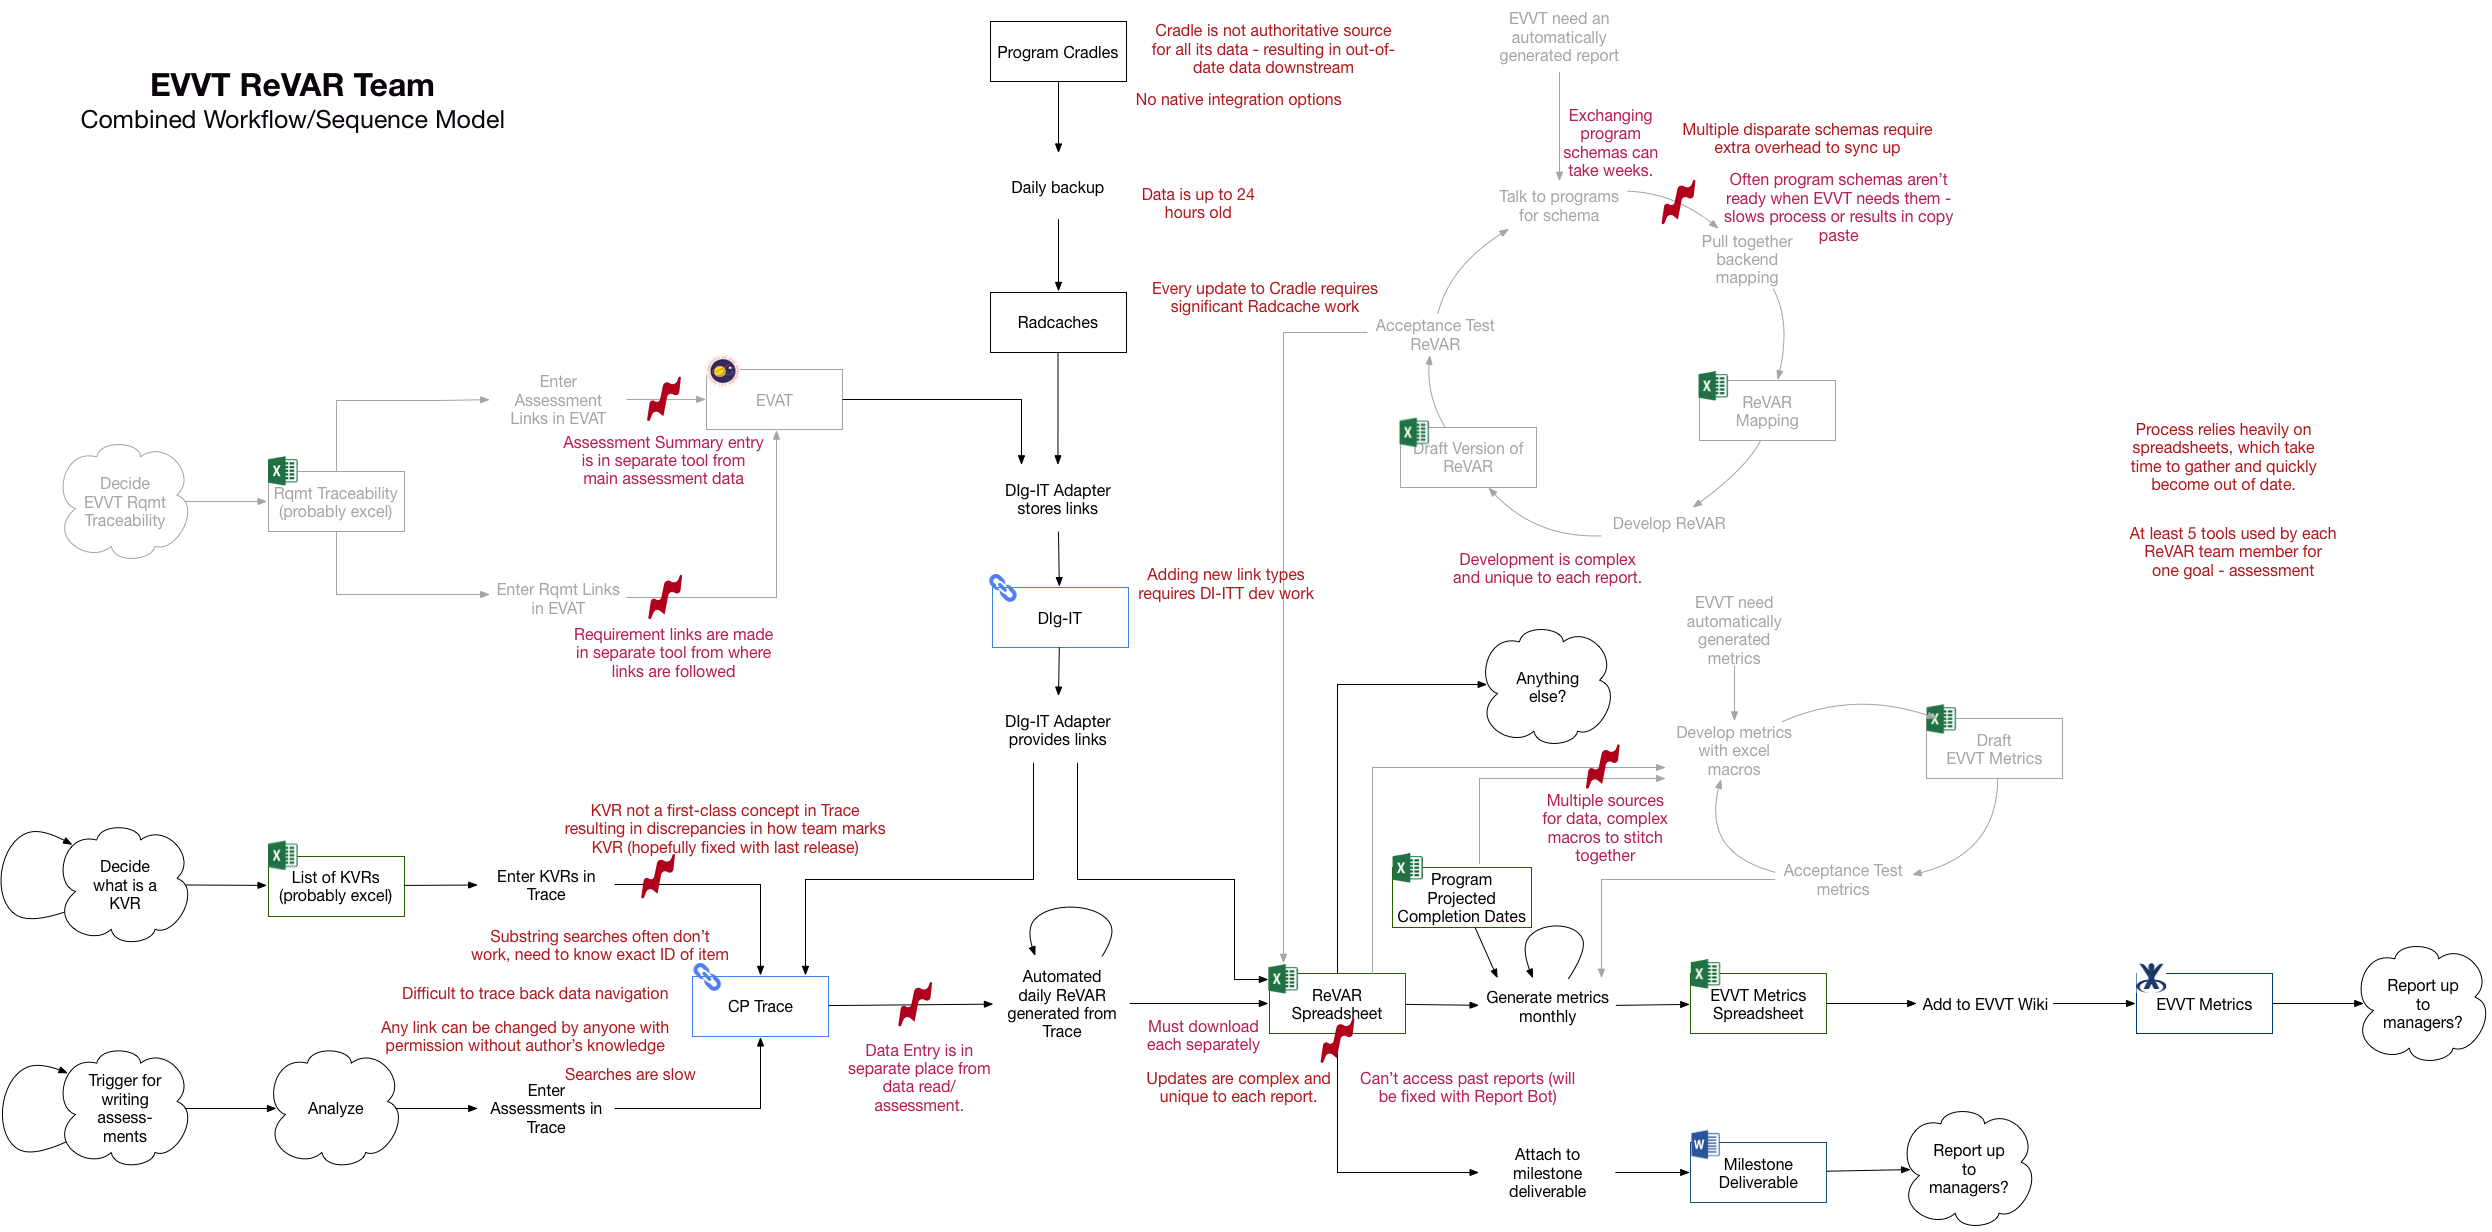 EVVT ReVAR Team
Combined Workflow/Sequence Model
Program Cradles
Cradle is not authoritative source
for all its data - resulting in out-of-
date data downstream
No native integration options
Daily backup
Data is up to 24
hours old
Radcaches
Every update to Cradle requires
significant Radcache work
EVVT need an
automatically
generated report
Exchanging
program
schemas can
take weeks.
Multiple disparate schemas require
extra overhead to sync up
Often program schemas aren't
ready when EVVT needs them -
slows process or results in copy
paste
Talk to programs
for schema
Pull together
backend
mapping
Acceptance Test
ReVAR
ReVAR
Mapping
Draft Version of
ReVAR
Develop ReVAR
Development is complex
and unique to each report.
Process relies heavily on
spreadsheets, which take
time to gather and quickly
become out of date.
At least 5 tools used by each
ReVAR team member for
one goal - assessment
Decide
EVVT Rqmt
Traceability
Rqmt Traceability
(probably excel)
Enter
Assessment
Links in EVAT
EVAT
Assessment Summary entry
is in separate tool from
main assessment data
Enter Rqmt Links
in EVAT
Requirement links are made
in separate tool from where
links are followed
DIg-IT Adapter
stores links
DIg-IT
Adding new link types
requires DI-ITT dev work
DIg-IT Adapter
provides links
Anything
else?
EVVT need
automatically
generated
metrics
Develop metrics
with excel
macros
Draft
EVVT Metrics
Multiple sources
for data, complex
macros to stitch
together
Acceptance Test
metrics
Program
Projected
Completion Dates
Decide
what is a
KVR
List of KVRs
(probably excel)
Enter KVRs in
Trace
KVR not a first-class concept in Trace
resulting in discrepancies in how team marks
KVR (hopefully fixed with last release)
Substring searches often don't
work, need to know exact ID of item
Difficult to trace back data navigation
Any link can be changed by anyone with
permission without author's knowledge
Searches are slow
CP Trace
Trigger for
writing
assess-
ments
Analyze
Enter
Assessments in
Trace
Data Entry is in
separate place from
data read/
assessment.
Automated
daily ReVAR
generated from
Trace
Must download
each separately
Updates are complex and
unique to each report.
ReVAR
Spreadsheet
Can't access past reports (will
be fixed with Report Bot)
Generate metrics
monthly
EVVT Metrics
Spreadsheet
Add to EVVT Wiki
EVVT Metrics
Report up
to
managers?
Attach to
milestone
deliverable
Milestone
Deliverable
Report up
to
managers?